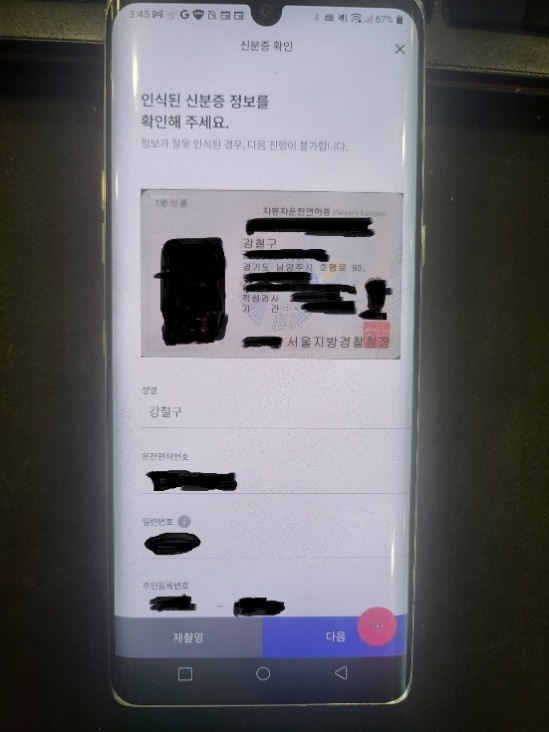 3:45
67%
신분증 확인
인식된 신분증 정보를
확인해 주세요.
정보가 잘못 인식된 경우, 다음 진행이 불가합니다.
1종보통
자동차운전면허증 (Driver's License)
강철구
경기도 남양주시 호평로 93,
적성검사
기 간 :
서울지방경찰청장
성명
강철구
운전면허번호
일련번호
주민등록번호
–
재촬영
다음